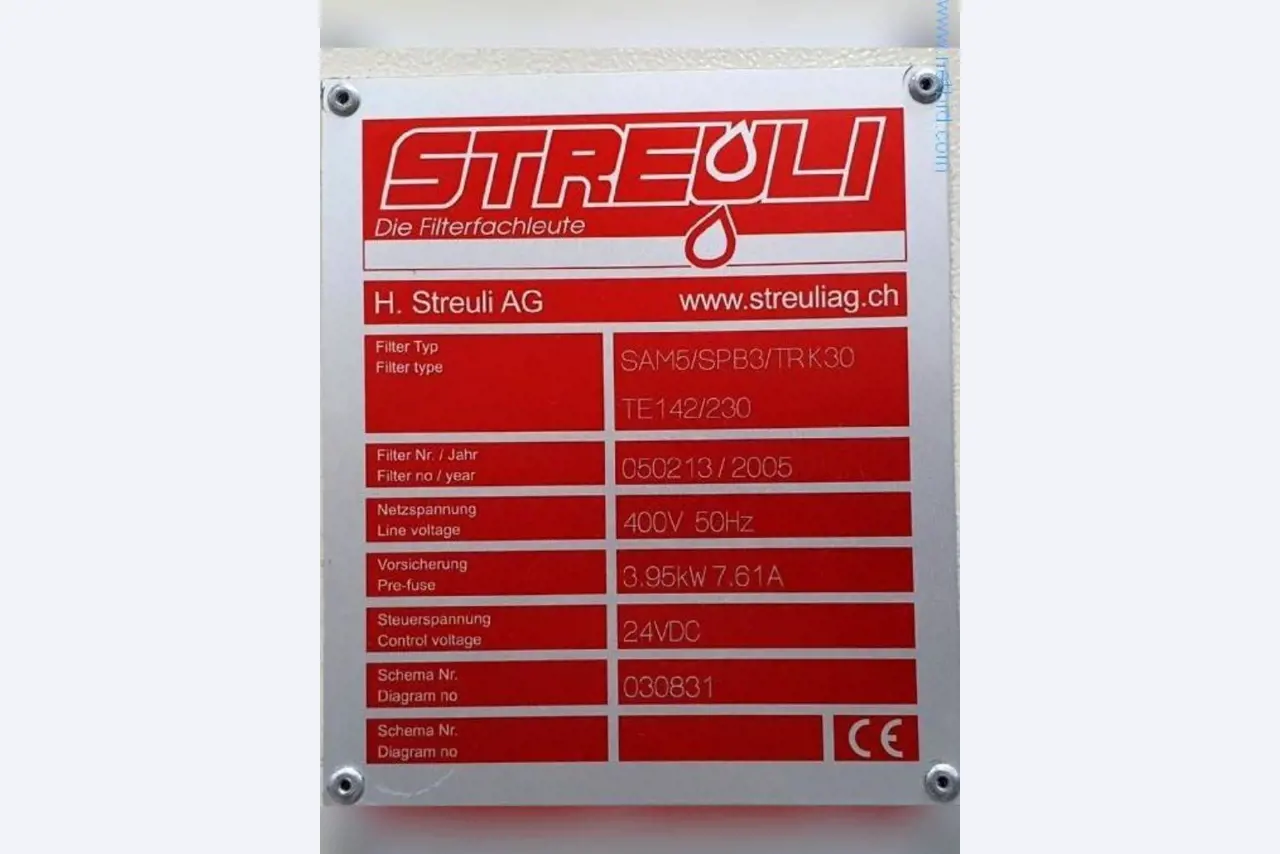 STREULI
Die Filterfachleute
H. Streuli AG www.streuliag.ch
Filter Typ
Filter type
SAM5/SPB3/TRK30
TE142/230
Filter Nr. / Jahr
Filter no / year
050213 / 2005
Netzspannung
Line voltage
400V 50Hz
Vorsicherung
Pre-fuse
3.95kW 7.61A
Steuerspannung
Control voltage
24VDC
Schema Nr.
Diagram no
030831
Schema Nr.
Diagram no
CE